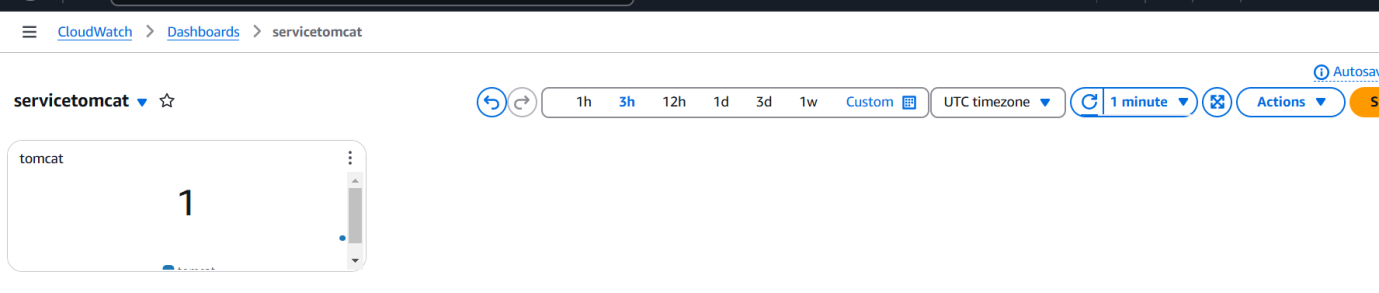 CloudWatch > Dashboards > servicetomcat
Autosav
servicetomcat
1h 3h 12h 1d 3d 1w Custom UTC timezone 1 minute Actions S
tomcat
1
tomcat